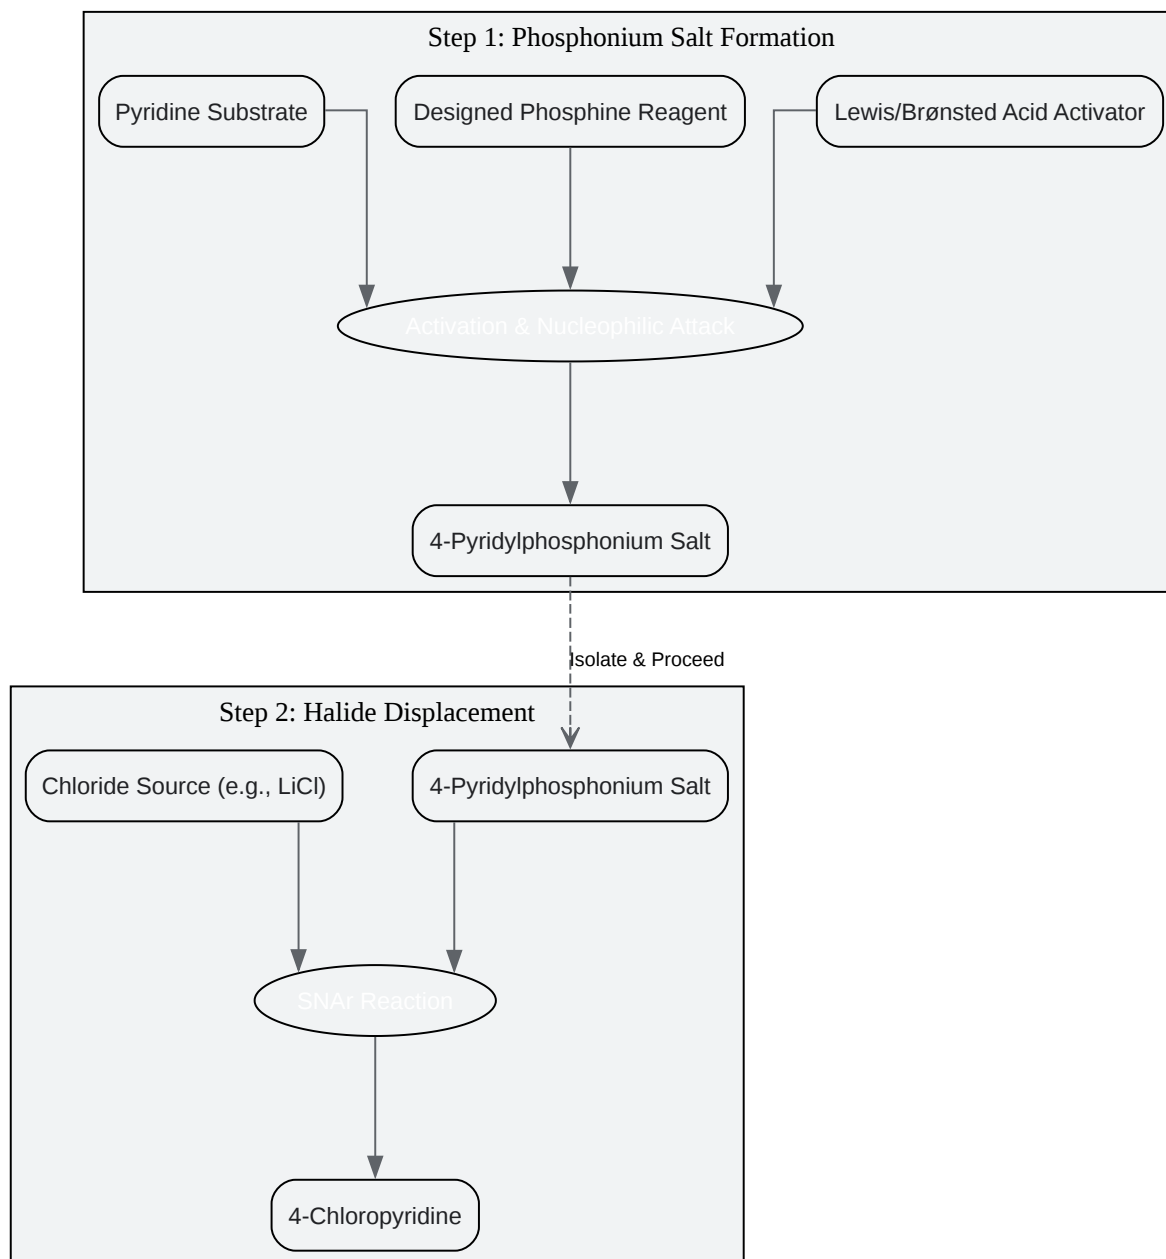 Step 1: Phosphonium Salt Formation
Pyridine Substrate
Designed Phosphine Reagent
Lewis/Brønsted Acid Activator
Activation & Nucleophilic Attack
4-Pyridylphosphonium Salt
Isolate & Proceed
Step 2: Halide Displacement
Chloride Source (e.g., LiCl)
4-Pyridylphosphonium Salt
SNAr Reaction
4-Chloropyridine